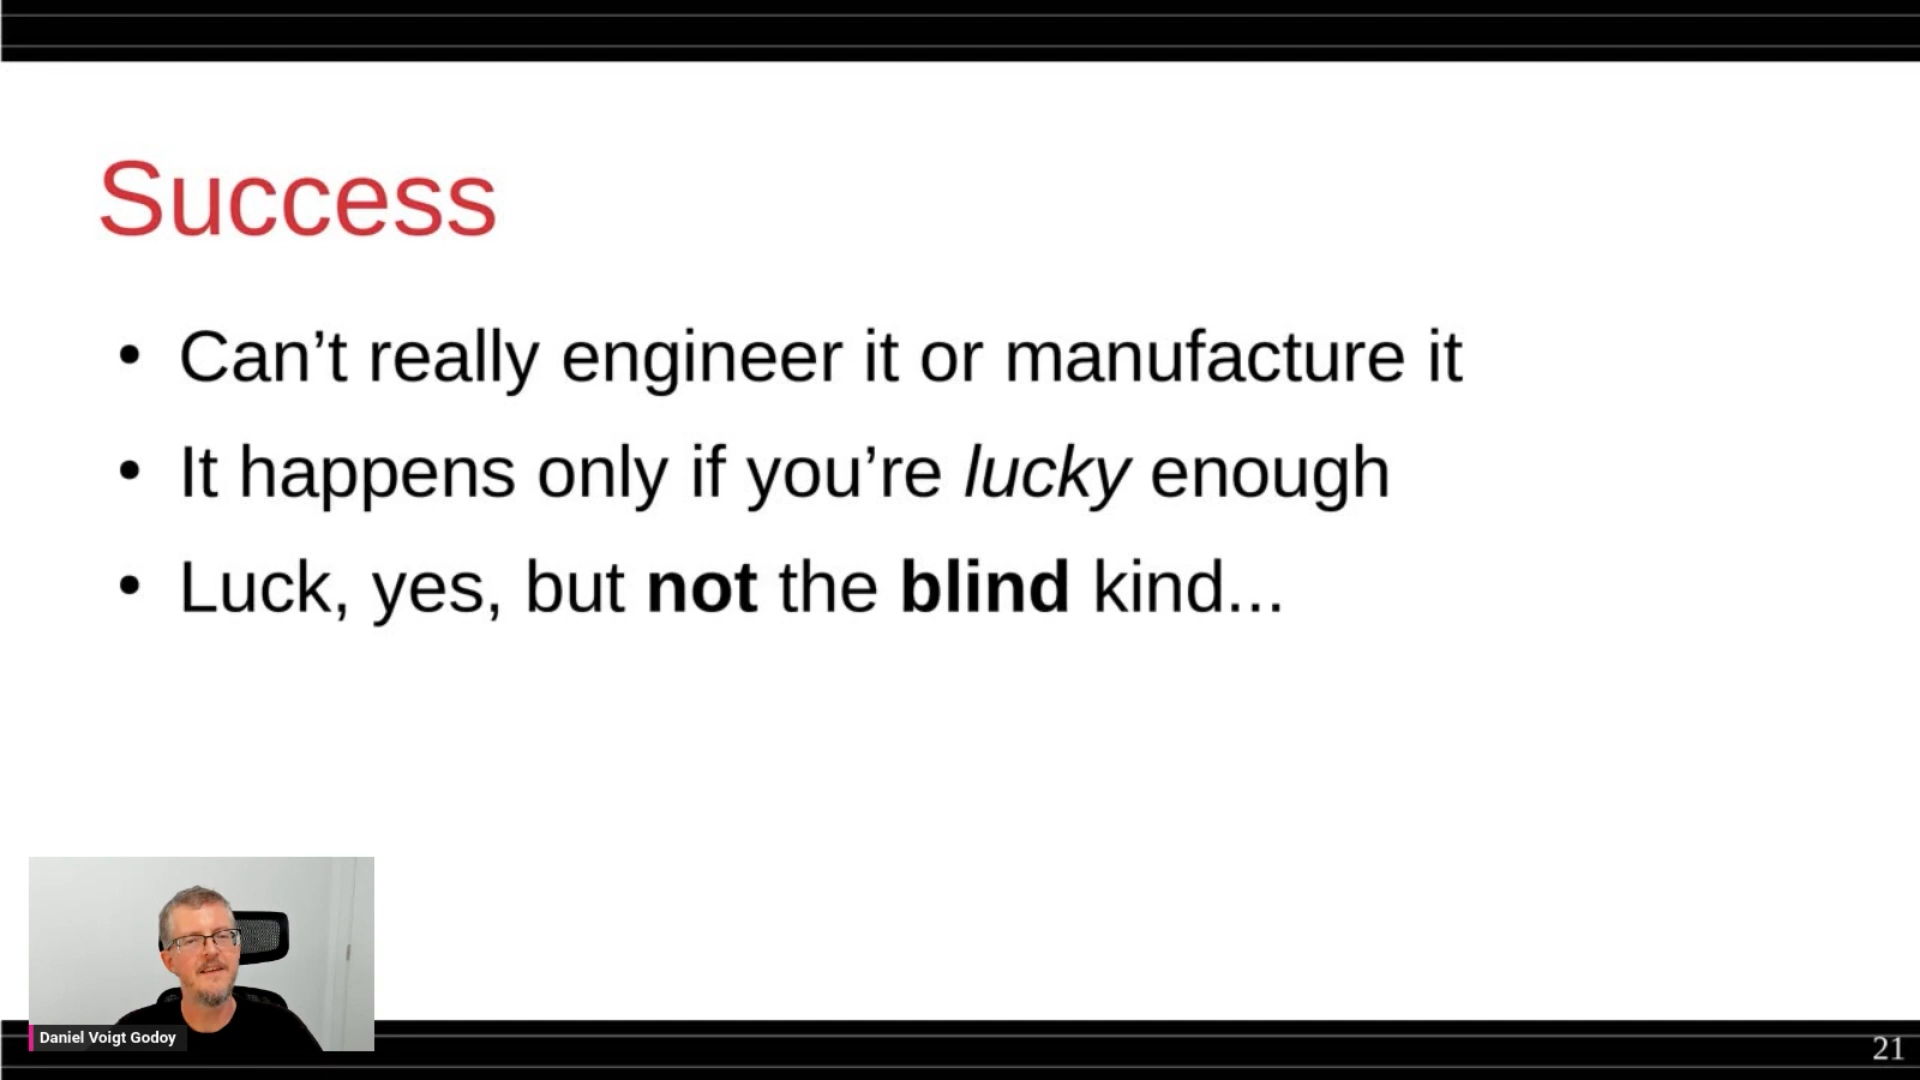 Success
• Can’t really engineer it or manufacture it
• It happens only if you’re lucky enough
• Luck, yes, but not the blind kind...
Daniel Voigt Godoy
21